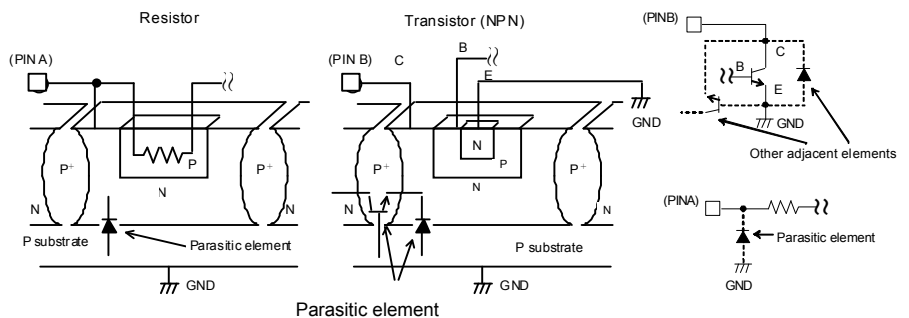 Resistor
(PIN A)
P+
P
P+
N
N
N
P substrate
Parasitic element
GND
Transistor (NPN)
(PIN B)
C
B
E
GND
P+
N
P
P+
N
N
N
P substrate
GND
Parasitic element
(PINB)
C
B
E
GND
Other adjacent elements
(PINA)
Parasitic element
GND